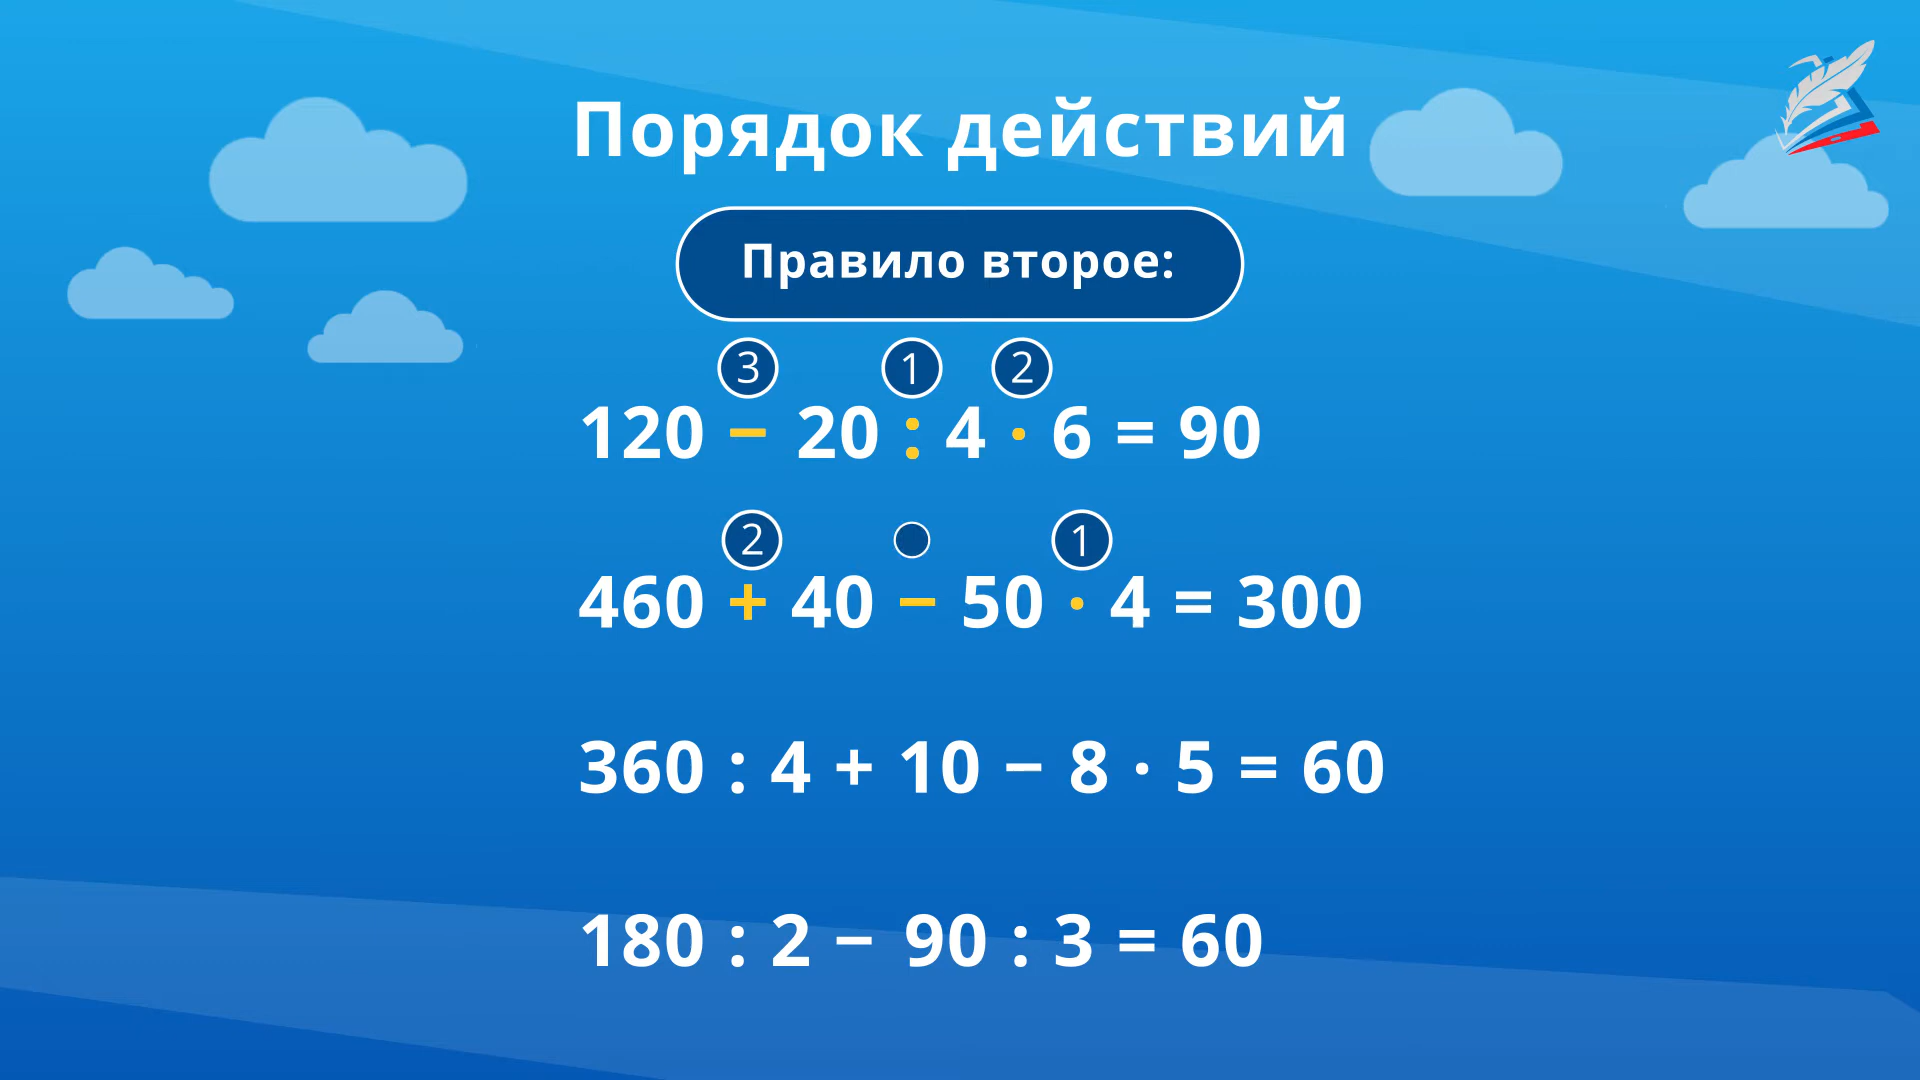 Порядок действий
Правило второе:
3 1 2
120 − 20 : 4 · 6 = 90
2 1
460 + 40 − 50 · 4 = 300
360 : 4 + 10 − 8 · 5 = 60
180 : 2 − 90 : 3 = 60